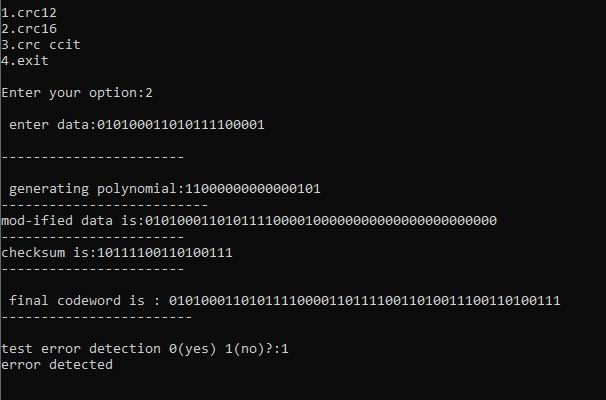 1.crc12
2.crc16
3.crc ccit
4.exit
Enter your option:2
enter data:010100011010111100001
-----------------------
generating polynomial:11000000000000101
--------------------------
mod-ified data is:01010001101011110000100000000000000000000000
-----------------------
checksum is:10111100110100111
-----------------------
final codeword is : 0101000110101111000011011110011010011100110100111
------------------------
test error detection 0(yes) 1(no)?:1
error detected